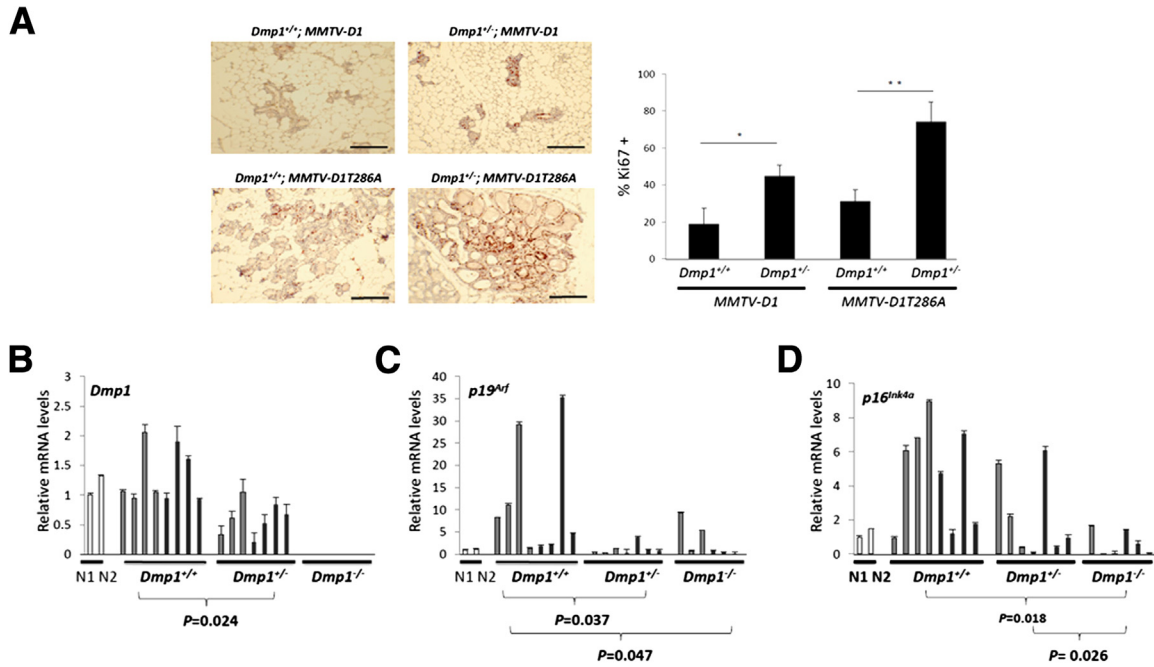 A
Dmp1+/+; MMTV-D1
Dmp1+/-; MMTV-D1
Dmp1+/+; MMTV-D1T286A
Dmp1+/-; MMTV-D1T286A
% Ki67 +
100
80
60
40
20
0
*
* *
Dmp1+/+
Dmp1+/-
Dmp1+/+
Dmp1+/-
MMTV-D1
MMTV-D1T286A
B
Dmp1
Relative mRNA levels
3
2.5
2
1.5
1
0.5
0
N1 N2
Dmp1+/+
Dmp1+/-
Dmp1-/-
P=0.024
C
p19Arf
Relative mRNA levels
40
35
30
25
20
15
10
5
0
N1 N2
Dmp1+/+
Dmp1+/-
Dmp1-/-
P=0.037
P=0.047
D
p16Ink4a
Relative mRNA levels
10
8
6
4
2
0
N1 N2
Dmp1+/+
Dmp1+/-
Dmp1-/-
P=0.018
P= 0.026